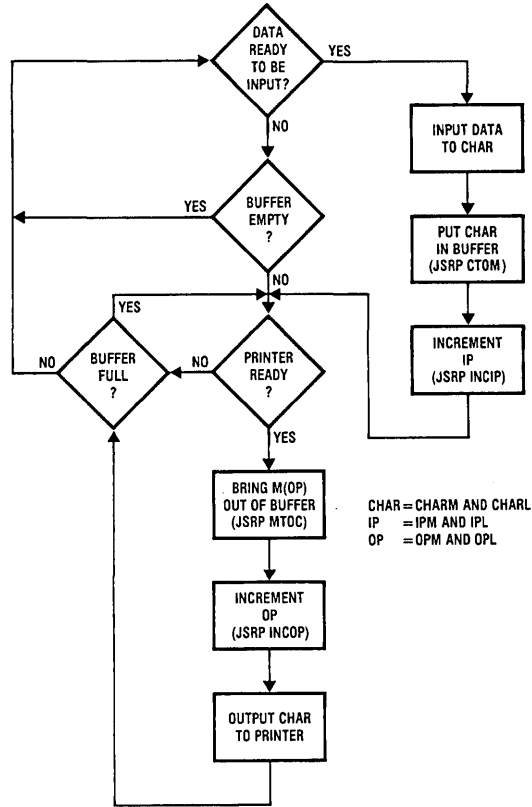 DATA
READY
TO BE
INPUT?
YES
NO
INPUT DATA
TO CHAR
BUFFER
EMPTY
?
YES
NO
PUT CHAR
IN BUFFER
(JSRP CTOM)
YES
BUFFER
FULL
?
NO
NO
PRINTER
READY
?
YES
INCREMENT
IP
(JSRP INCIP)
BRING M(OP)
OUT OF BUFFER
(JSRP MTOC)
CHAR = CHARM AND CHARL
IP = IPM AND IPL
OP = OPM AND OPL
INCREMENT
OP
(JSRP INCOP)
OUTPUT CHAR
TO PRINTER